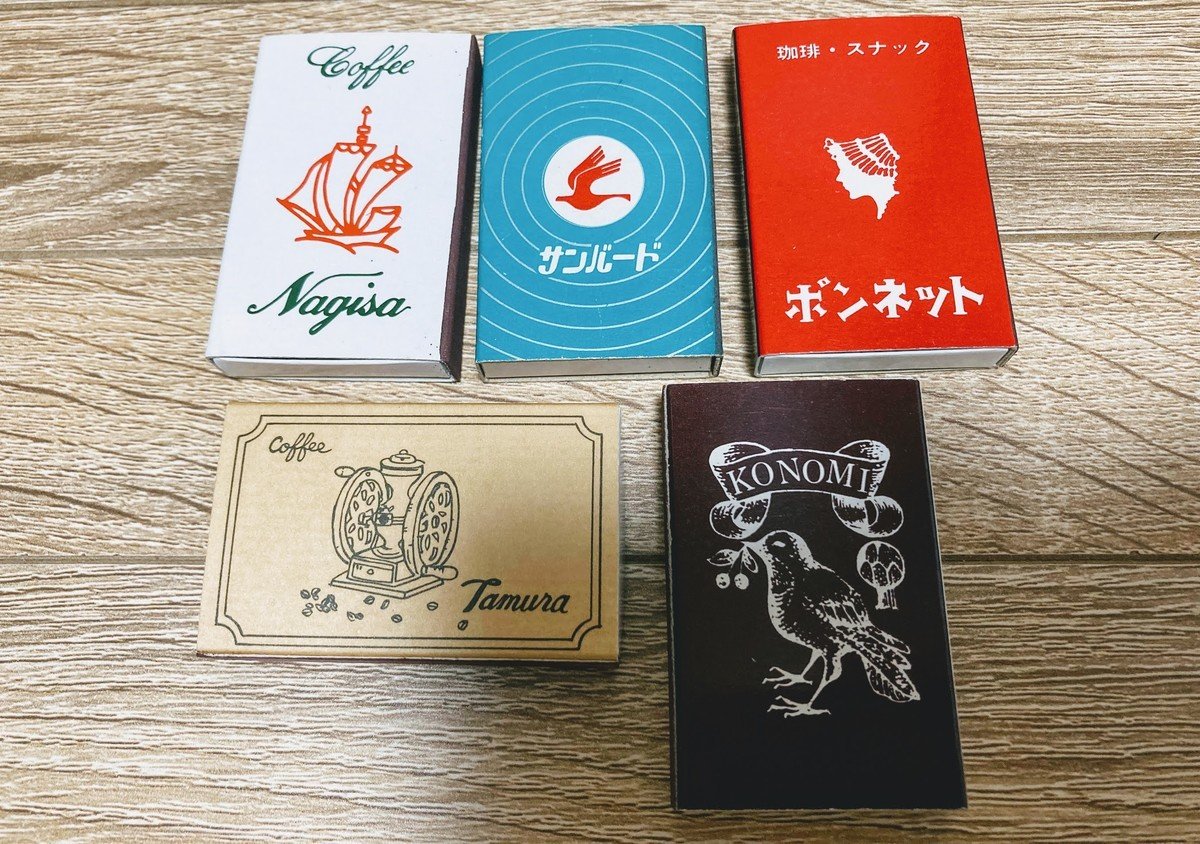 Coffee
Nagisa
サンバード
珈琲・スナック
ボンネット
Coffee
Tamura
KONOMI